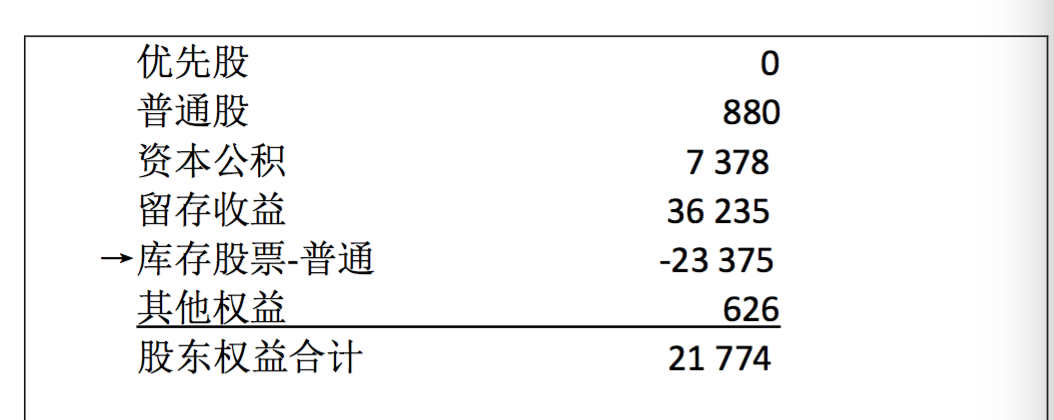 优先股 0
普通股 880
资本公积 7 378
留存收益 36 235
→库存股票-普通 -23 375
其他权益 626
股东权益合计 21 774